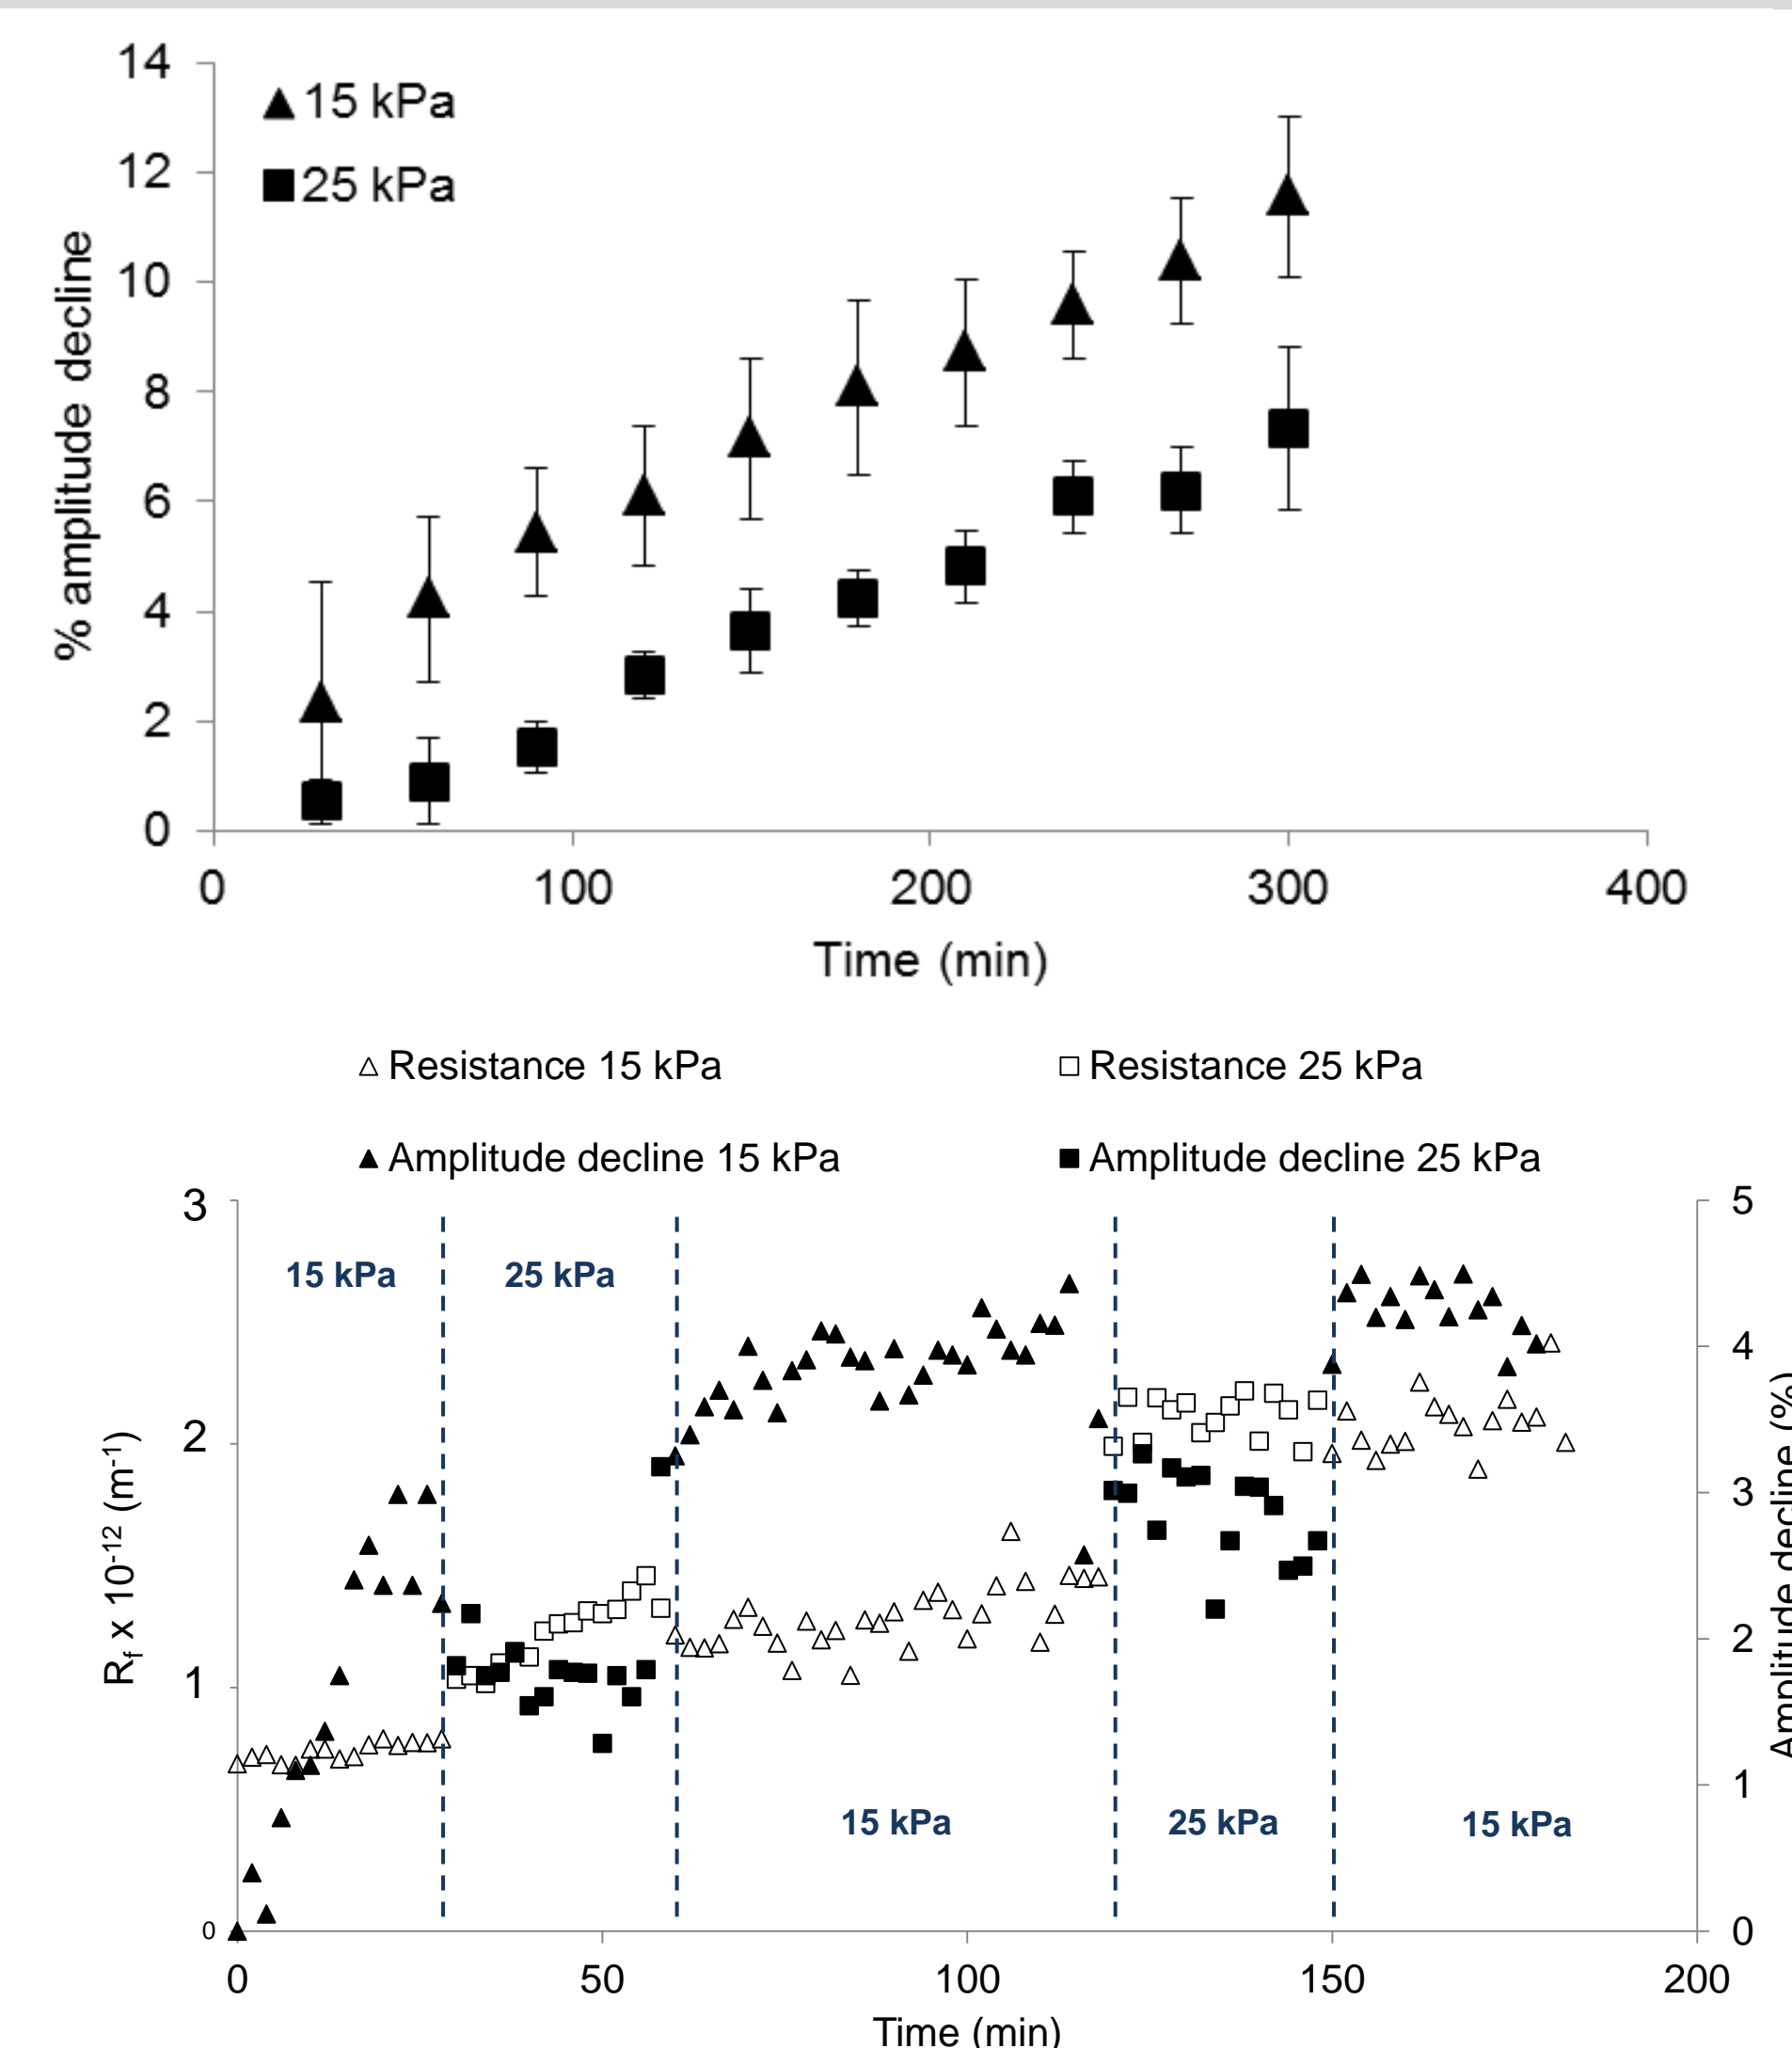 14
12
10
8
6
4
2
0
▲ 15 kPa
■ 25 kPa
% amplitude decline
0 100 200 300 400
Time (min)
△ Resistance 15 kPa □ Resistance 25 kPa
▲ Amplitude decline 15 kPa ■ Amplitude decline 25 kPa
3
2
1
0
R_f x 10^-12 (m^-1)
15 kPa 25 kPa
15 kPa 25 kPa 15 kPa
5
4
3
2
1
0
Amplitude decline (%)
0 50 100 150 200
Time (min)